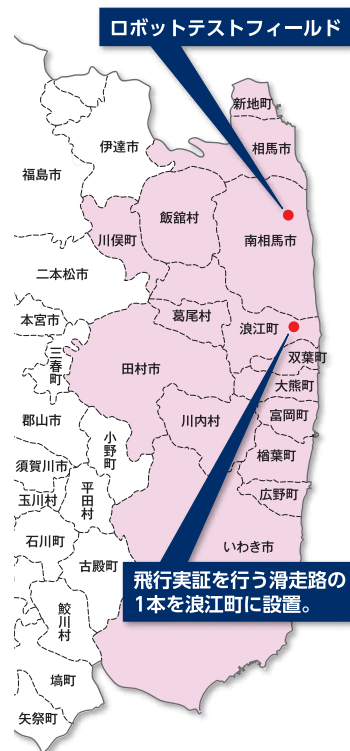 ロボットテストフィールド
新地町
伊達市
相馬市
福島市
飯舘村
川俣町
南相馬市
二本松市
葛尾村
浪江町
本宮市
三春町
双葉町
田村市
大熊町
郡山市
川内村
富岡町
小野町
楢葉町
須賀川市
平田村
広野町
玉川村
石川町
いわき市
古殿町
飛行実証を行う滑走路の
1本を浪江町に設置。
鮫川村
塙町
矢祭町